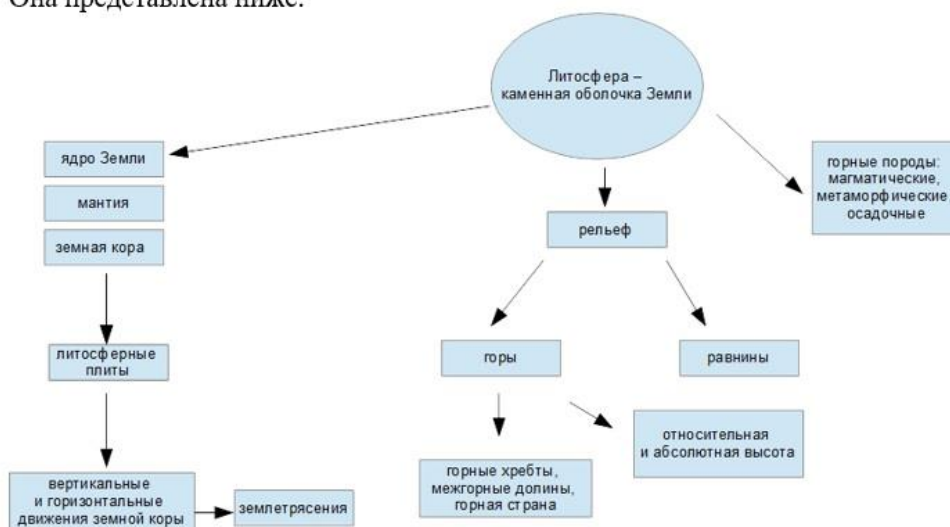 Она представлена ниже.
Литосфера –
каменная оболочка Земли
ядро Земли
мантия
земная кора
литосферные
плиты
вертикальные
и горизонтальные
движения земной коры
землетрясения
рельеф
горы
равнины
горные хребты,
межгорные долины,
горная страна
относительная
и абсолютная высота
горные породы:
магматические,
метаморфические
осадочные